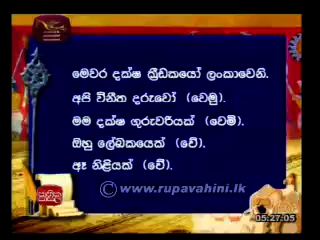 මෙවර දක්ෂ ක්‍රීඩකයෝ ලංකාවෙනි.
අපි විනීත දරුවෝ (වෙමු).
මම දක්ෂ ගුරුවරියක් (වෙමි).
ඔහු ලේඛකයෙක් (වේ).
ඈ නිළියක් (වේ).
©www.rupavahini.lk
05:27:05